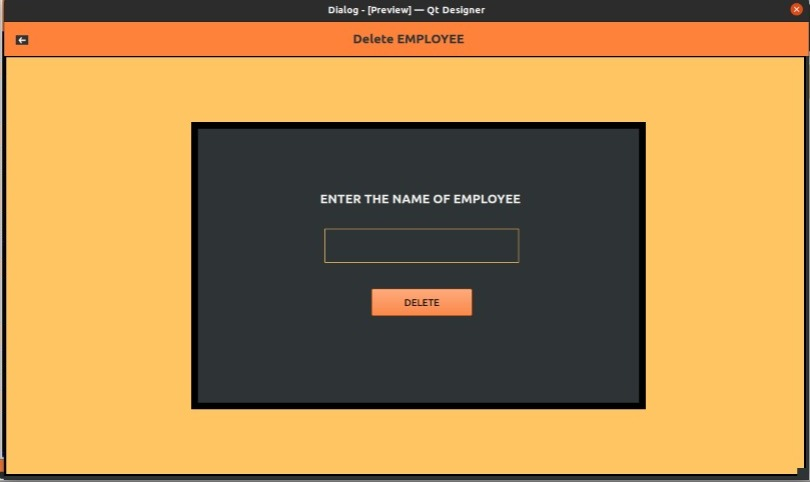 Dialog - [Preview] — Qt Designer
Delete EMPLOYEE
ENTER THE NAME OF EMPLOYEE
DELETE